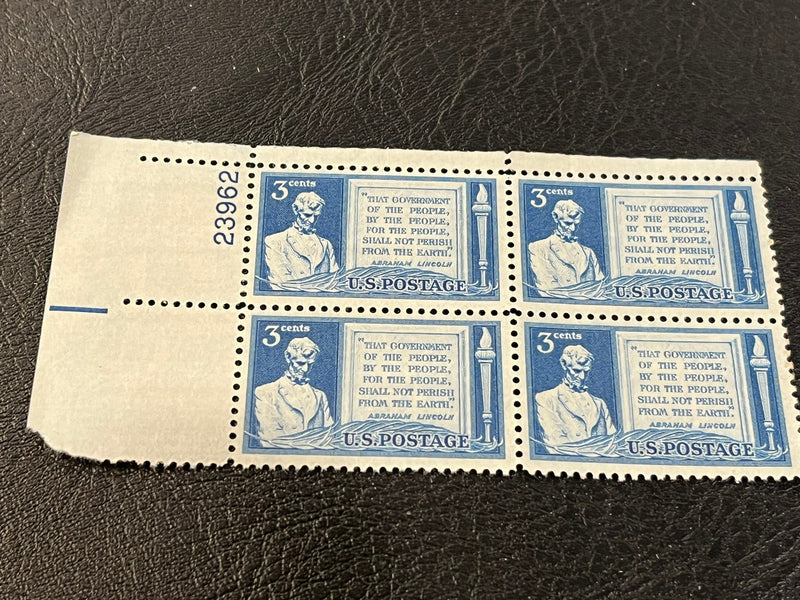 23962
3 cents
"THAT GOVERNMENT
OF THE PEOPLE,
BY THE PEOPLE,
FOR THE PEOPLE,
SHALL NOT PERISH
FROM THE EARTH."
ABRAHAM LINCOLN
U.S.POSTAGE
3 cents
"THAT GOVERNMENT
OF THE PEOPLE,
BY THE PEOPLE,
FOR THE PEOPLE,
SHALL NOT PERISH
FROM THE EARTH."
ABRAHAM LINCOLN
U.S.POSTAGE
3 cents
"THAT GOVERNMENT
OF THE PEOPLE,
BY THE PEOPLE,
FOR THE PEOPLE,
SHALL NOT PERISH
FROM THE EARTH."
ABRAHAM LINCOLN
U.S.POSTAGE
3 cents
"THAT GOVERNMENT
OF THE PEOPLE,
BY THE PEOPLE,
FOR THE PEOPLE,
SHALL NOT PERISH
FROM THE EARTH."
ABRAHAM LINCOLN
U.S.POSTAGE